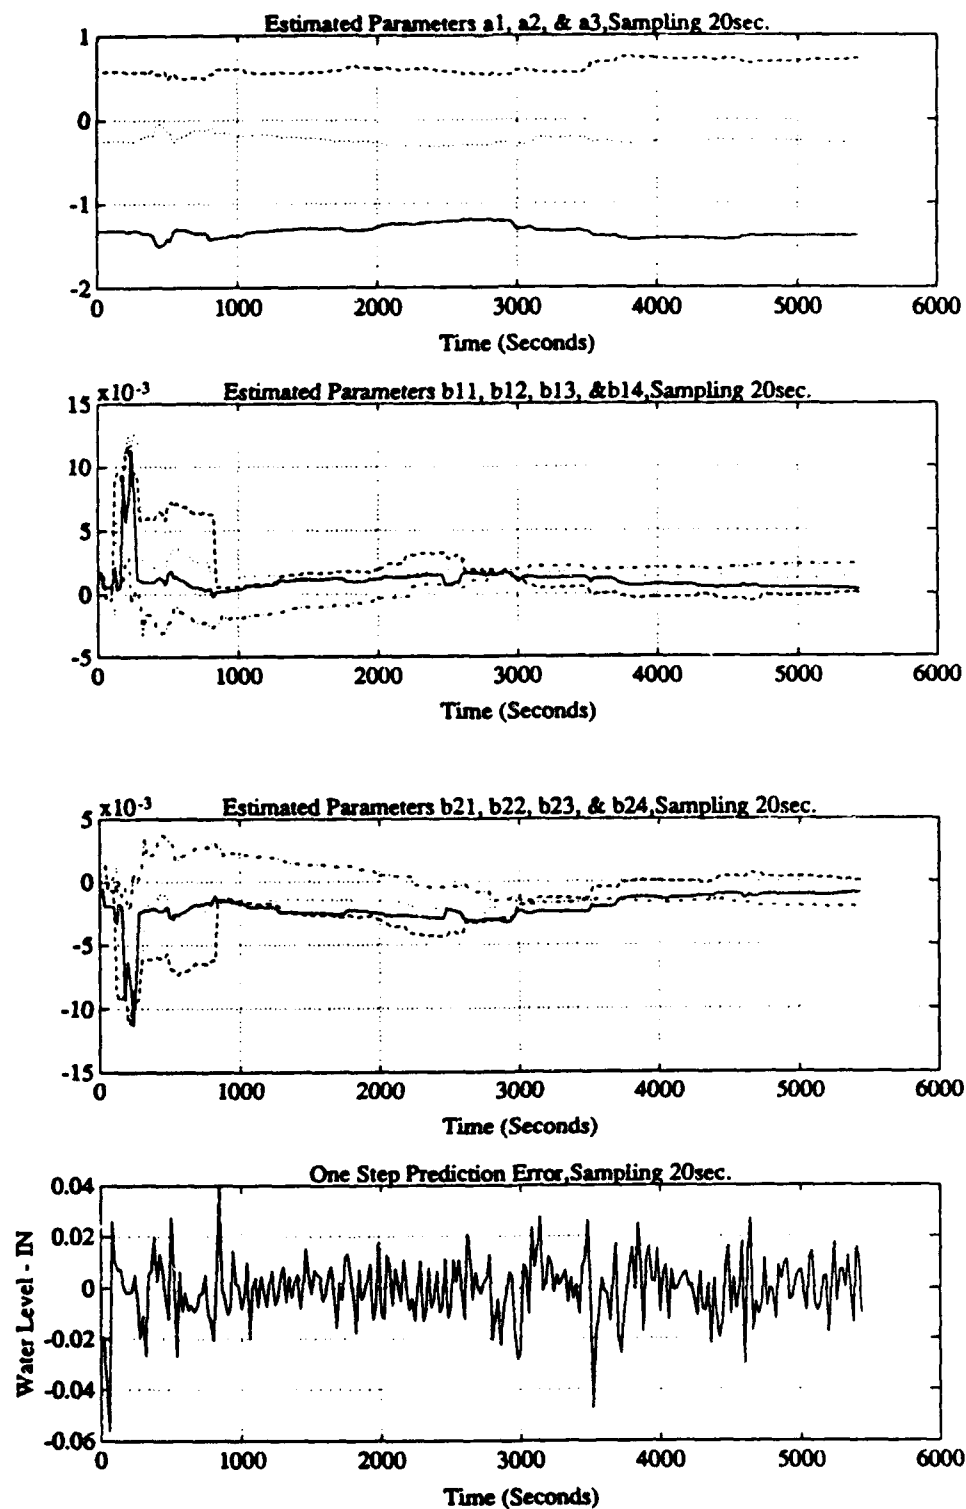 Estimated Parameters a1, a2, & a3,Sampling 20sec.
1
0
-1
-2
0 1000 2000 3000 4000 5000 6000
Time (Seconds)
x10-3 Estimated Parameters b11, b12, b13, &b14,Sampling 20sec.
15
10
5
0
-5
0 1000 2000 3000 4000 5000 6000
Time (Seconds)
x10-3 Estimated Parameters b21, b22, b23, & b24,Sampling 20sec.
5
0
-5
-10
-15
0 1000 2000 3000 4000 5000 6000
Time (Seconds)
One Step Prediction Error,Sampling 20sec.
0.04
0.02
0
-0.02
-0.04
-0.06
Water Level - IN
0 1000 2000 3000 4000 5000 6000
Time (Seconds)